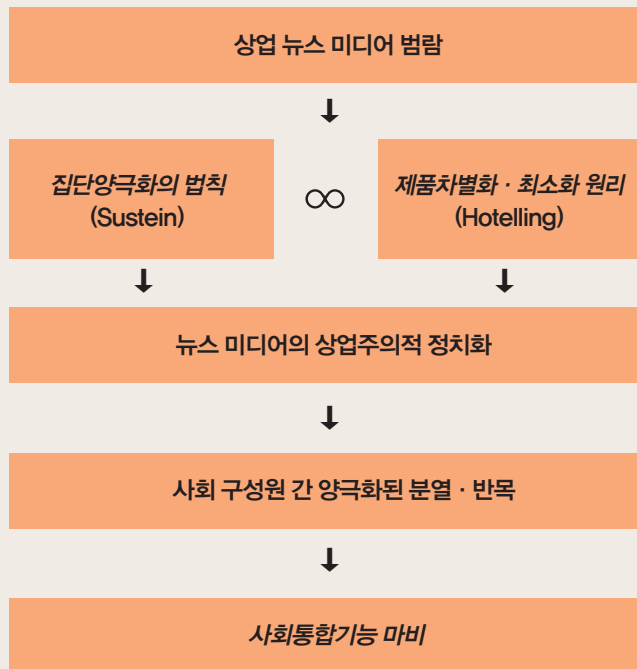 상업 뉴스 미디어 범람
집단양극화의 법칙
(Sustein)
∞
제품차별화 · 최소화 원리
(Hotelling)
뉴스 미디어의 상업주의적 정치화
사회 구성원 간 양극화된 분열 · 반목
사회통합기능 마비